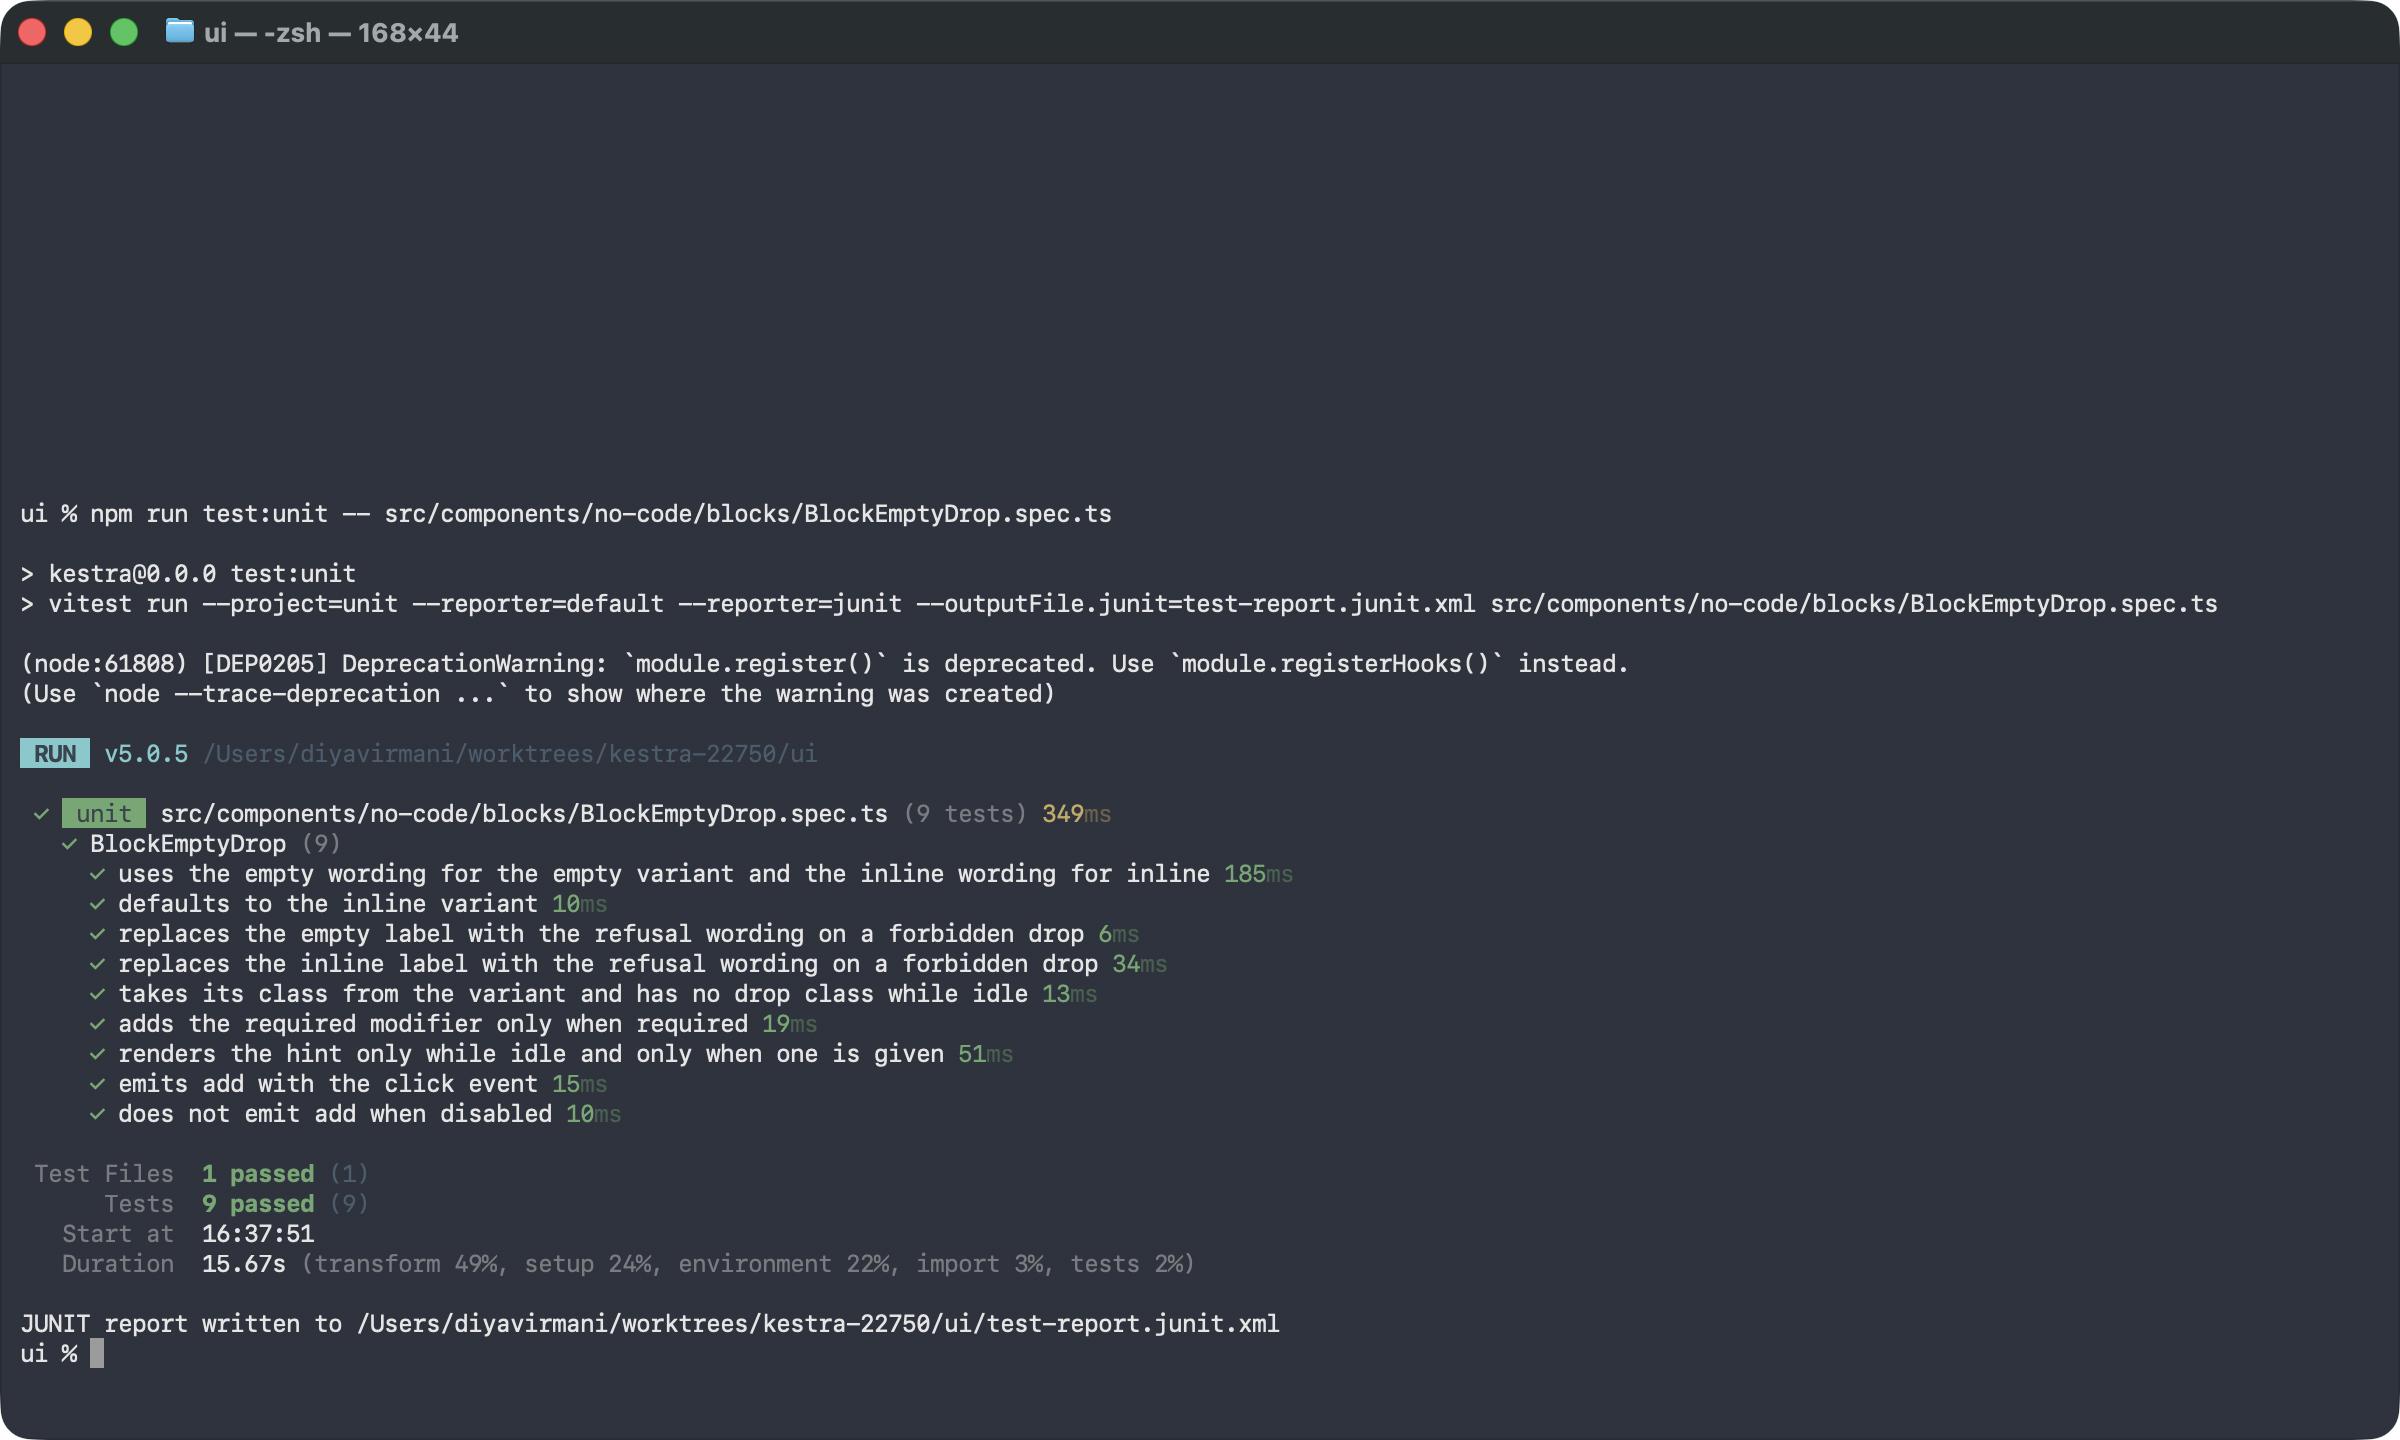 ui — -zsh — 168×44
ui % npm run test:unit -- src/components/no-code/blocks/BlockEmptyDrop.spec.ts
> kestra@0.0.0 test:unit
> vitest run --project=unit --reporter=default --reporter=junit --outputFile.junit=test-report.junit.xml src/components/no-code/blocks/BlockEmptyDrop.spec.ts
(node:61808) [DEP0205] DeprecationWarning: `module.register()` is deprecated. Use `module.registerHooks()` instead.
(Use `node --trace-deprecation ...` to show where the warning was created)
RUN v5.0.5 /Users/diyavirmani/worktrees/kestra-22750/ui
✓ unit src/components/no-code/blocks/BlockEmptyDrop.spec.ts (9 tests) 349ms
✓ BlockEmptyDrop (9)
✓ uses the empty wording for the empty variant and the inline wording for inline 185ms
✓ defaults to the inline variant 10ms
✓ replaces the empty label with the refusal wording on a forbidden drop 6ms
✓ replaces the inline label with the refusal wording on a forbidden drop 34ms
✓ takes its class from the variant and has no drop class while idle 13ms
✓ adds the required modifier only when required 19ms
✓ renders the hint only while idle and only when one is given 51ms
✓ emits add with the click event 15ms
✓ does not emit add when disabled 10ms
Test Files 1 passed (1)
Tests 9 passed (9)
Start at 16:37:51
Duration 15.67s (transform 49%, setup 24%, environment 22%, import 3%, tests 2%)
JUNIT report written to /Users/diyavirmani/worktrees/kestra-22750/ui/test-report.junit.xml
ui %